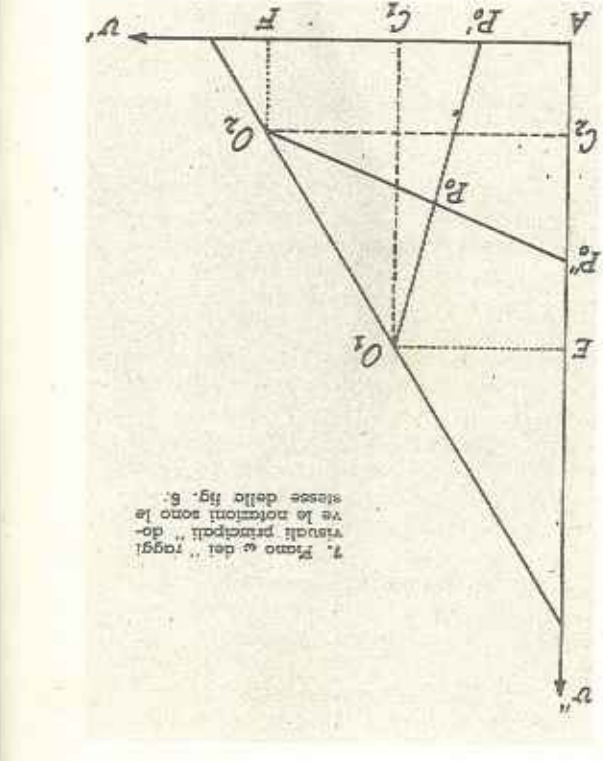 v"
7. Piano ω dei "raggi
visuali principali" do-
ve le notazioni sono le
stesse della fig. 6.
E O₁
P₀"
P₀
C₂ O₂
A P₀' C₁ F v'